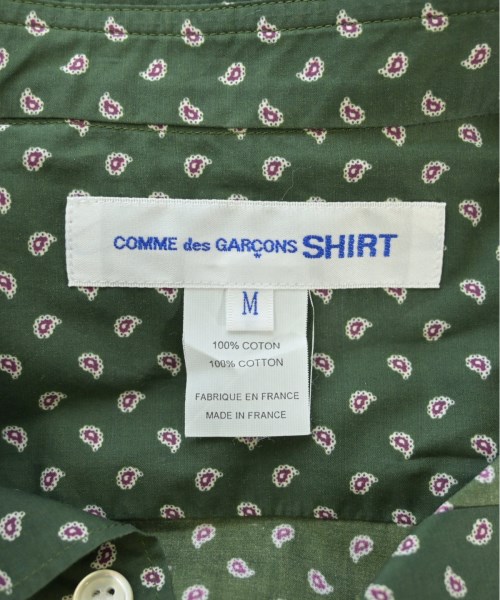 COMME des GARÇONS SHIRT
M
100% COTON
100% COTTON
FABRIQUE EN FRANCE
MADE IN FRANCE